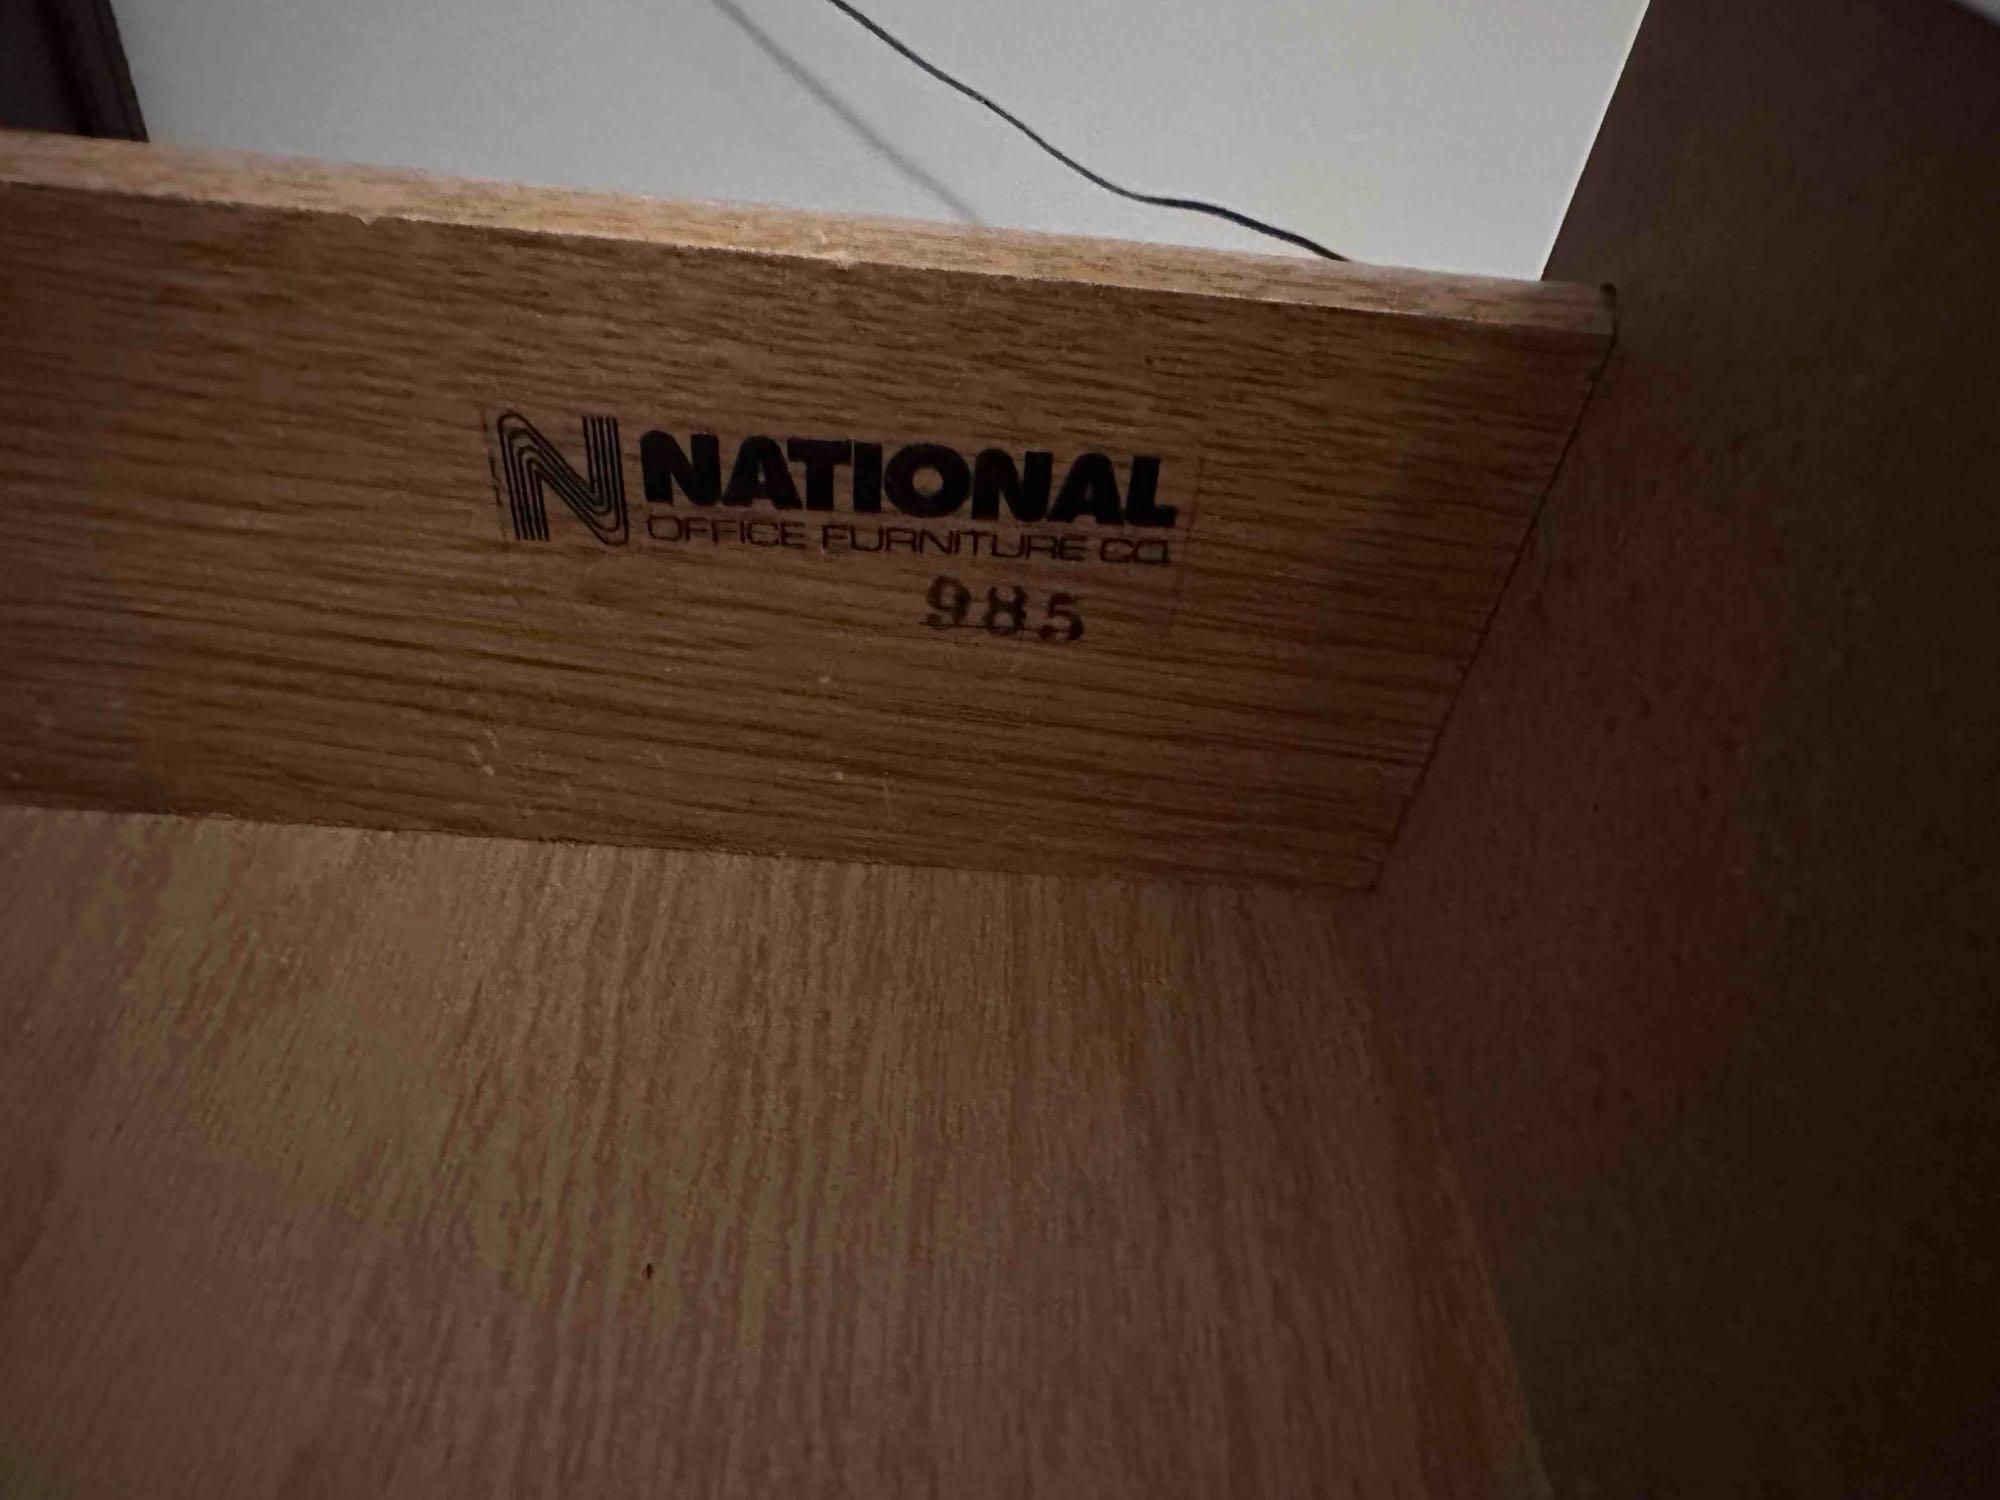 N NATIONAL
OFFICE FURNITURE CO.
985